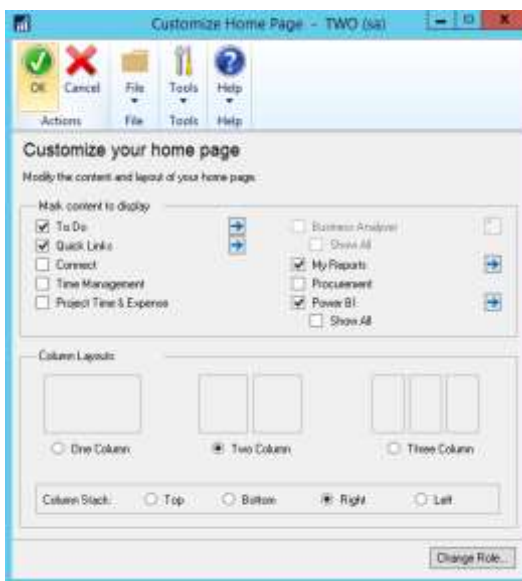 Customize Home Page - TWO (sa)
OK Cancel File Tools Help
Actions File Tools Help
Customize your home page
Modify the content and layout of your home page.
Mark content to display
To Do
Quick Links
Connect
Time Management
Project Time & Expense
Business Analyzer
Show All
My Reports
Procurement
Power BI
Show All
Column Layouts
One Column Two Column Three Column
Column Stack: Top Bottom Right Left
Change Role...